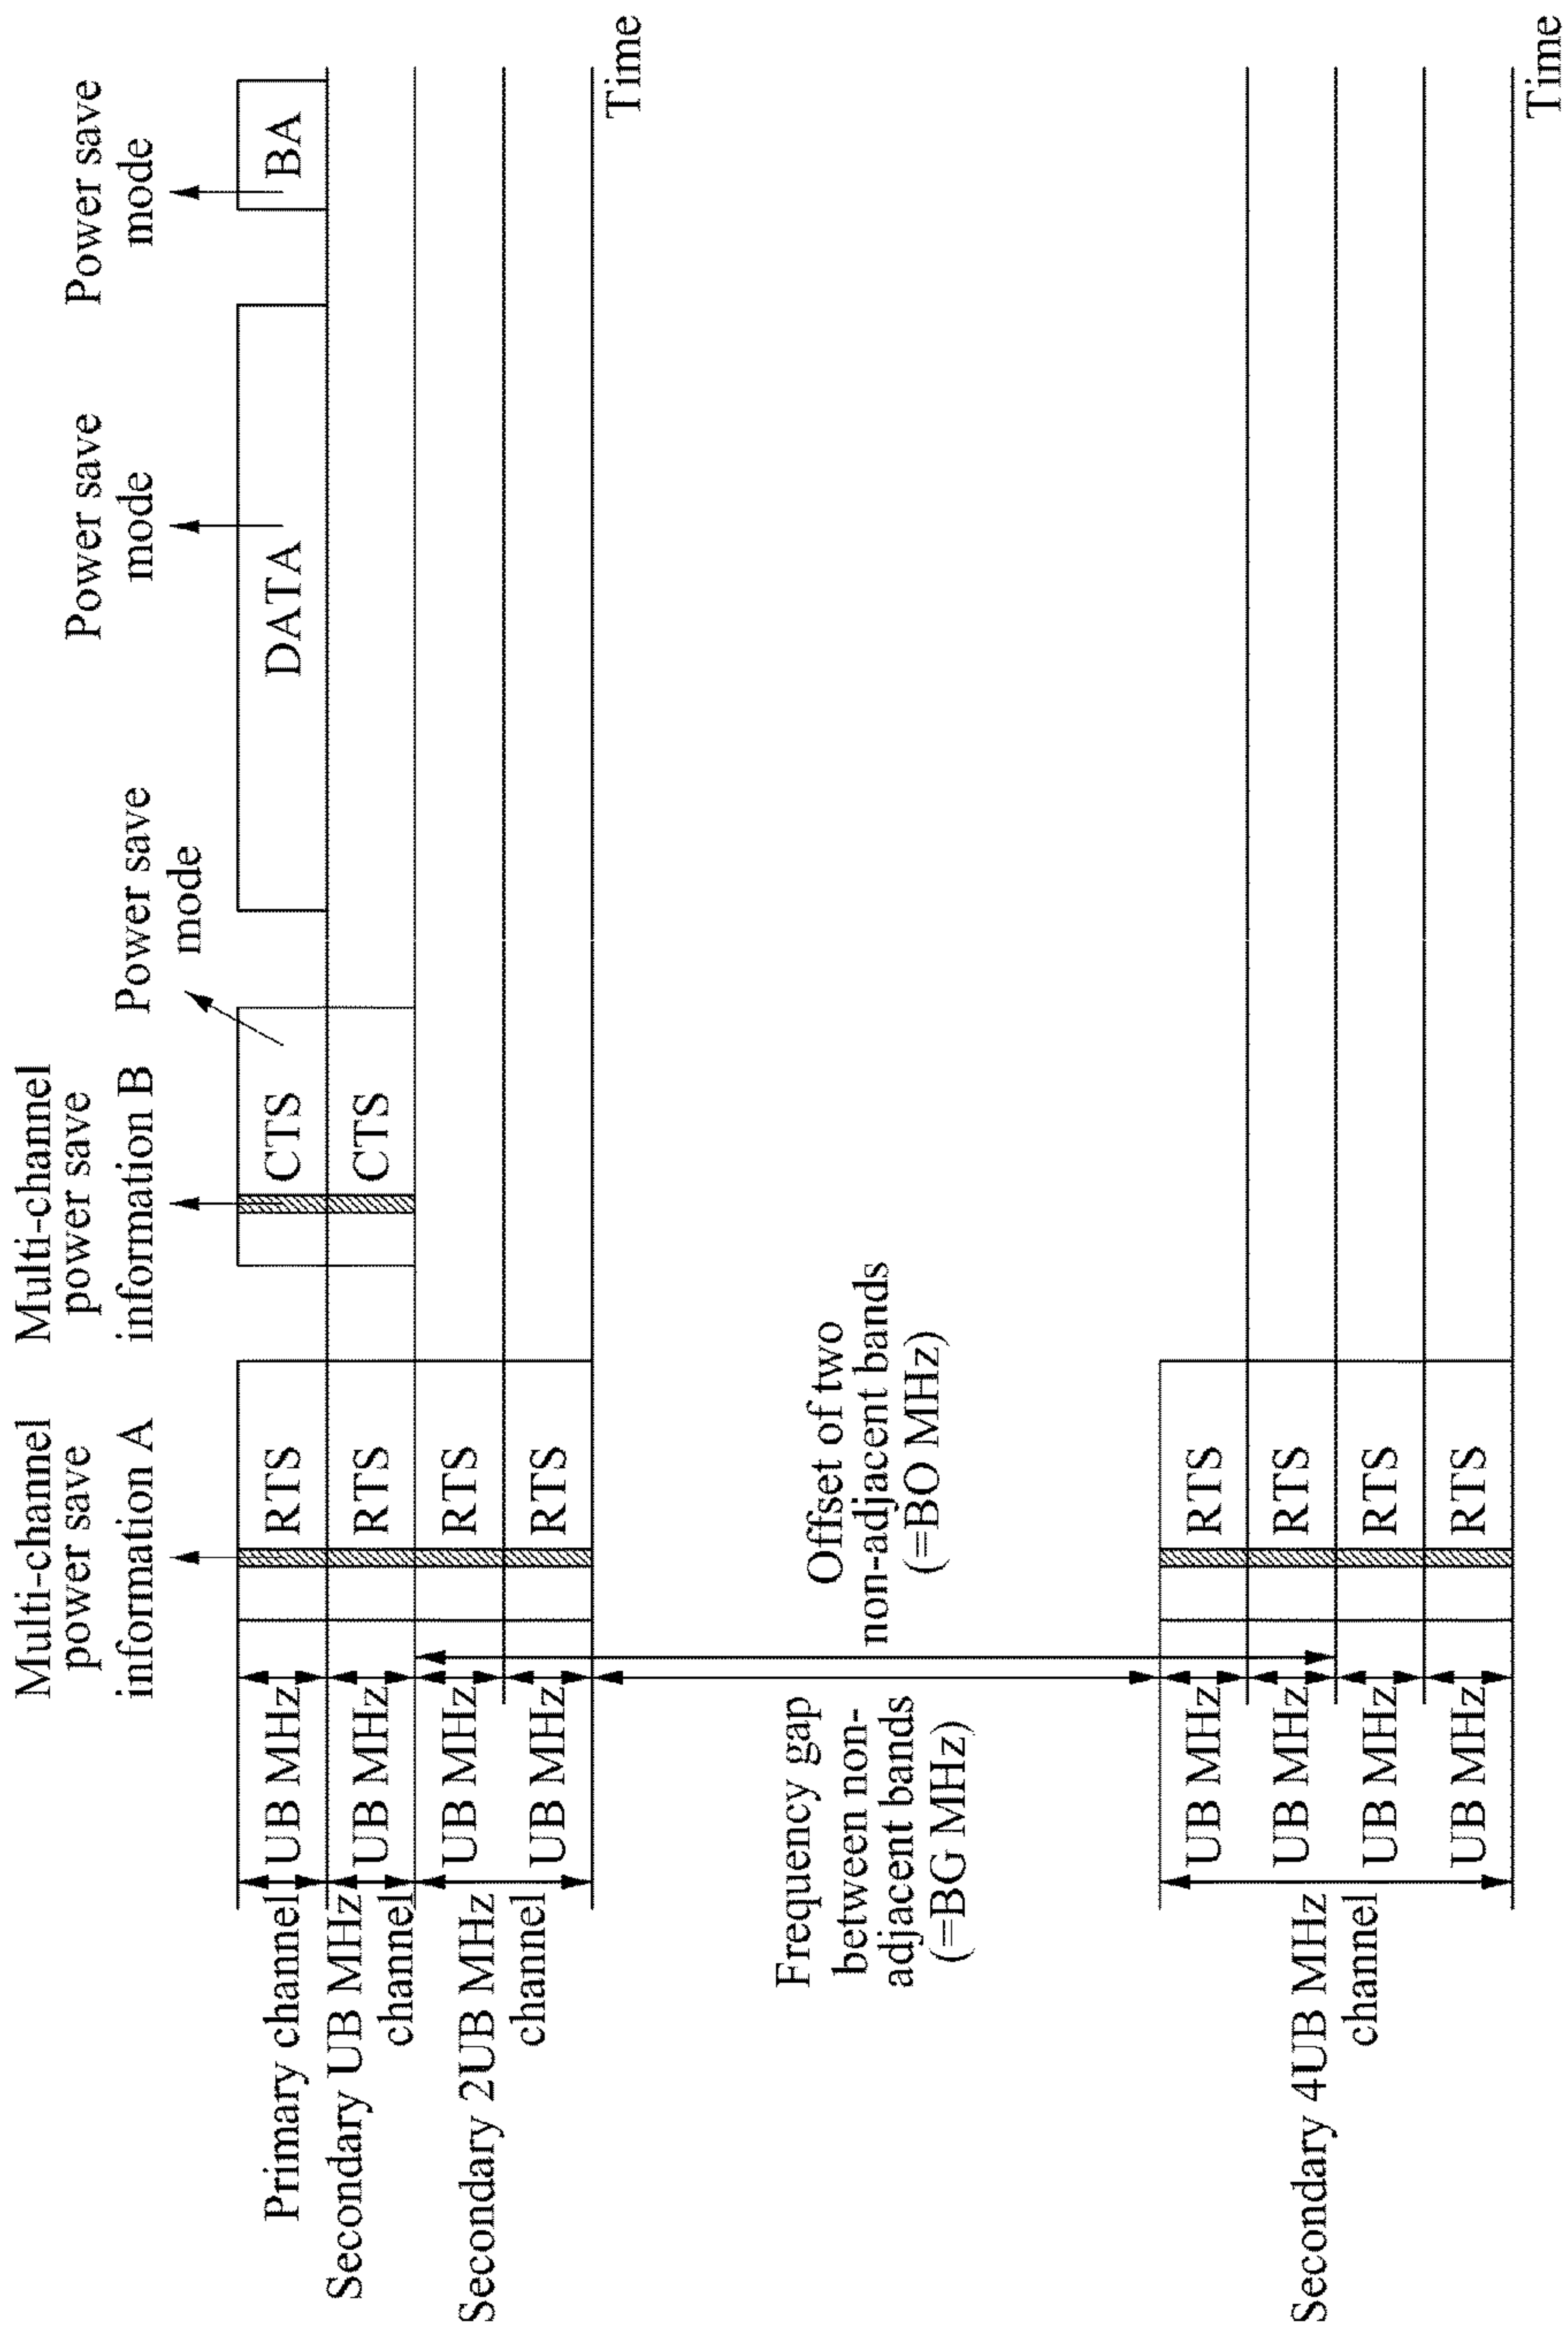 Multi-channel
power save
information A
Multi-channel
power save
information B
Power save
mode
Power save
mode
Power save
mode
Primary channel
UB MHz
RTS
CTS
DATA
BA
Secondary UB MHz
channel
UB MHz
RTS
CTS
Secondary 2UB MHz
channel
UB MHz
RTS
UB MHz
RTS
Time
Frequency gap
between non-
adjacent bands
(=BG MHz)
Offset of two
non-adjacent bands
(=BO MHz)
Secondary 4UB MHz
channel
UB MHz
RTS
UB MHz
RTS
UB MHz
RTS
UB MHz
RTS
Time